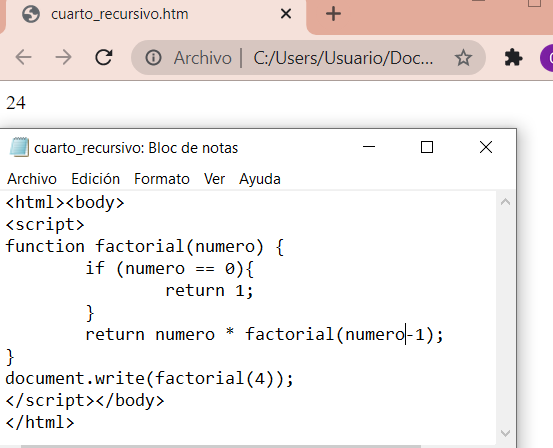 cuarto_recursivo.htm
Archivo | C:/Users/Usuario/Doc...
24
cuarto_recursivo: Bloc de notas
Archivo Edición Formato Ver Ayuda
<html><body>
<script>
function factorial(numero) {
        if (numero == 0){
                return 1;
        }
        return numero * factorial(numero-1);
}
document.write(factorial(4));
</script></body>
</html>